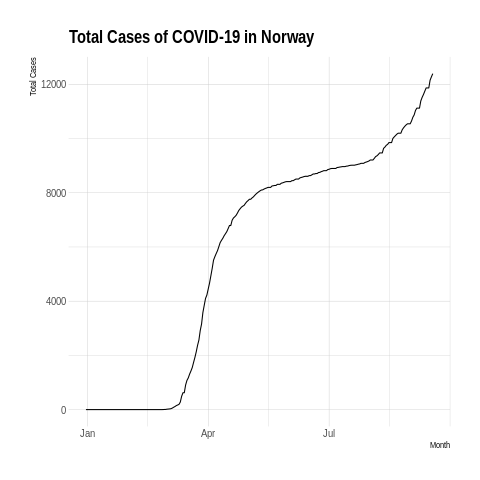 Total Cases of COVID-19 in Norway
Total Cases
12000
8000
4000
0
Jan Apr Jul
Month